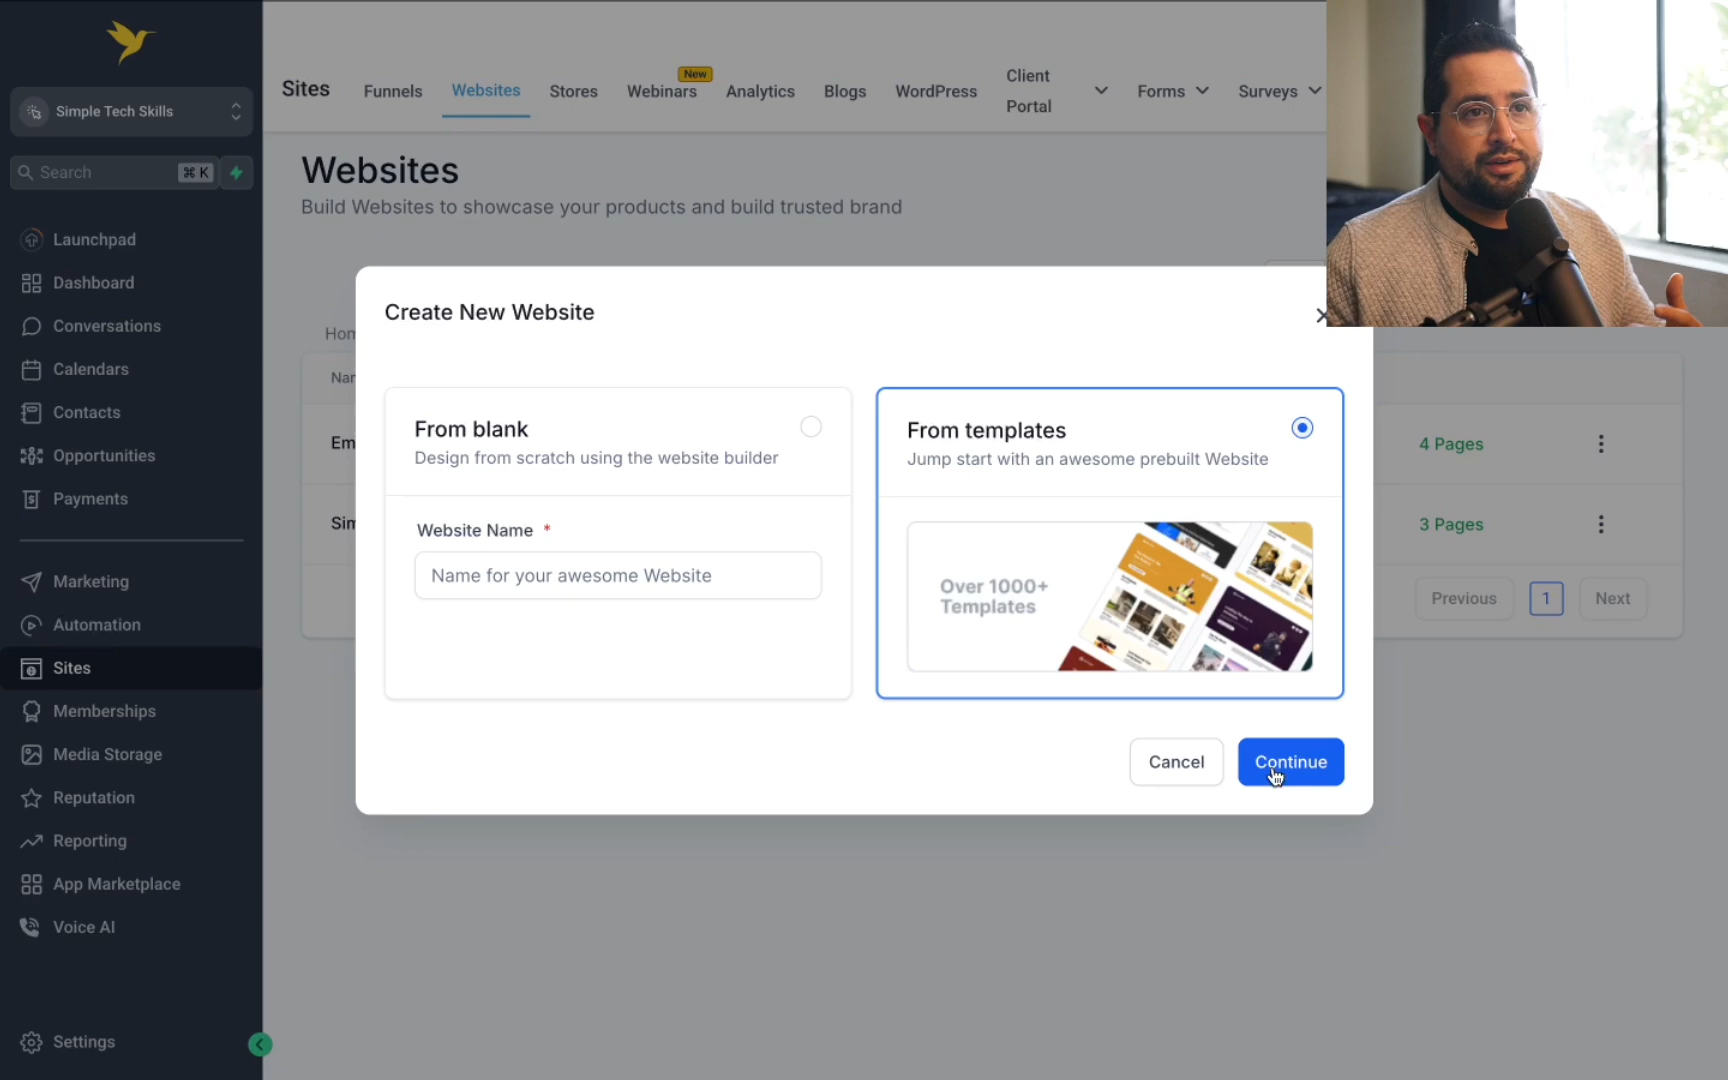 Simple Tech Skills
Search
⌘ K
Launchpad
Dashboard
Conversations
Calendars
Contacts
Opportunities
Payments
Marketing
Automation
Sites
Memberships
Media Storage
Reputation
Reporting
App Marketplace
Voice AI
Settings
Sites
Funnels
Websites
Stores
New
Webinars
Analytics
Blogs
WordPress
Client
Portal
Forms
Surveys
Websites
Build Websites to showcase your products and build trusted brand
Create New Website
From blank
Design from scratch using the website builder
Website Name *
Name for your awesome Website
From templates
Jump start with an awesome prebuilt Website
Over 1000+
Templates
Cancel
Continue
4 Pages
3 Pages
Previous
1
Next